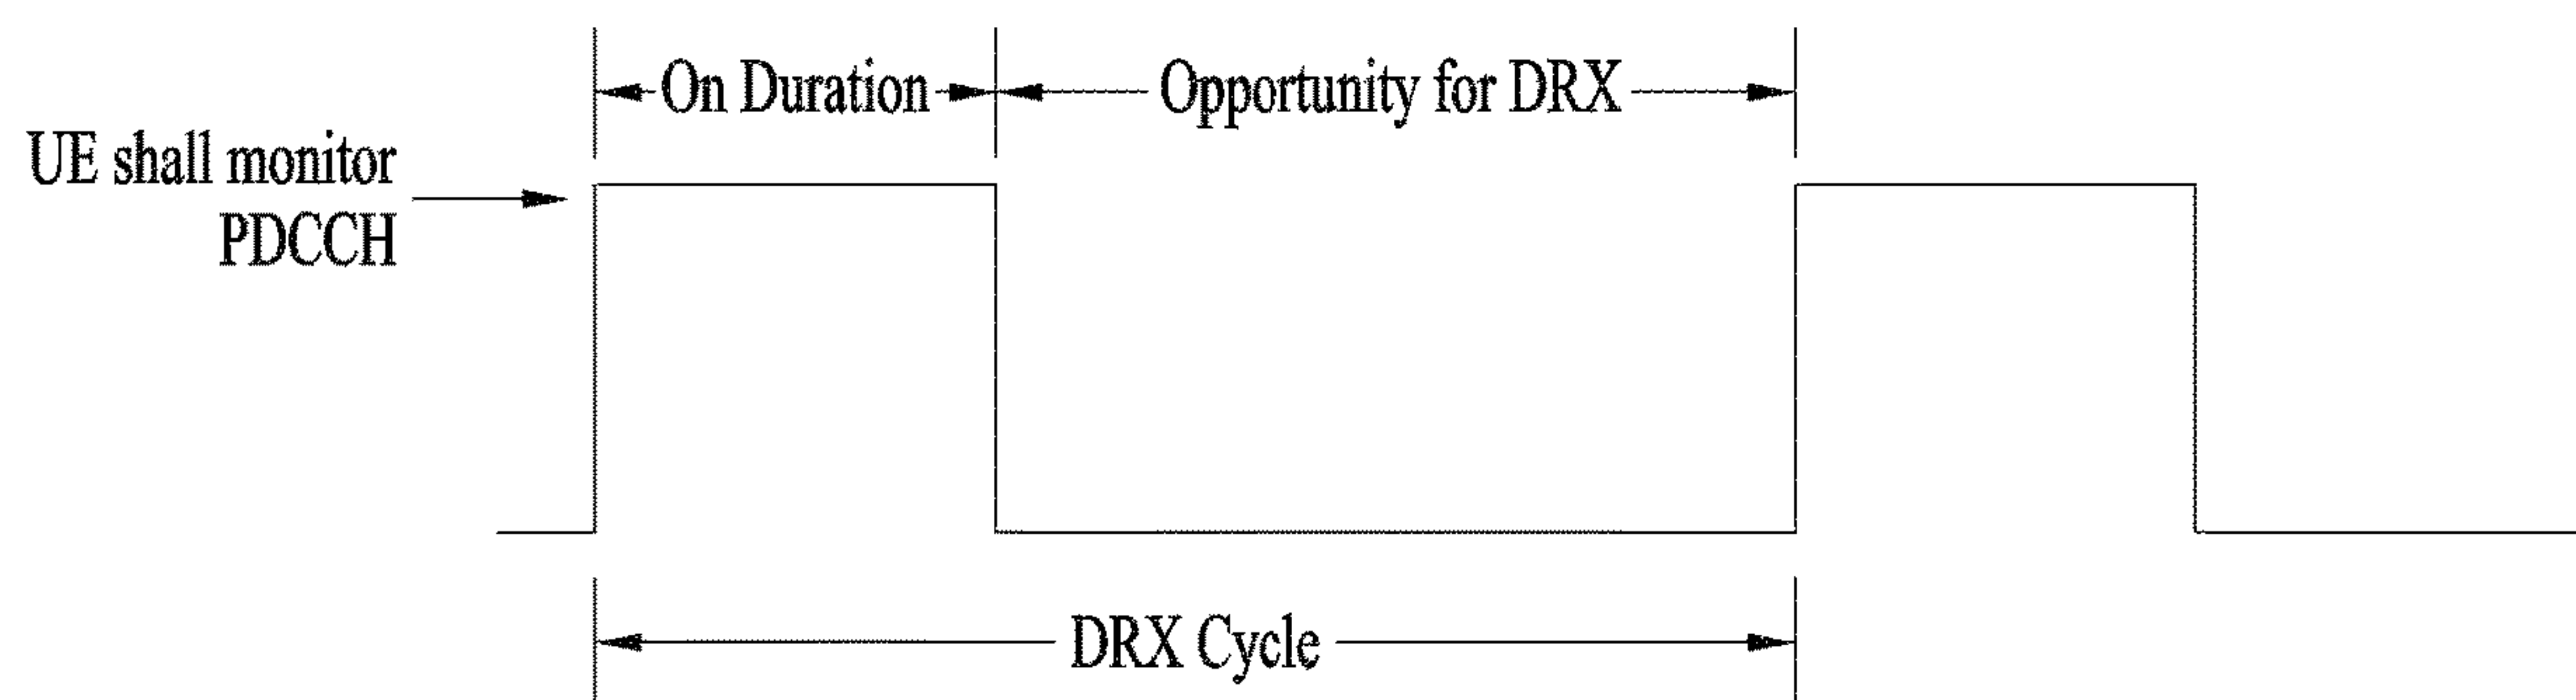 On Duration
Opportunity for DRX
UE shall monitor
PDCCH
DRX Cycle